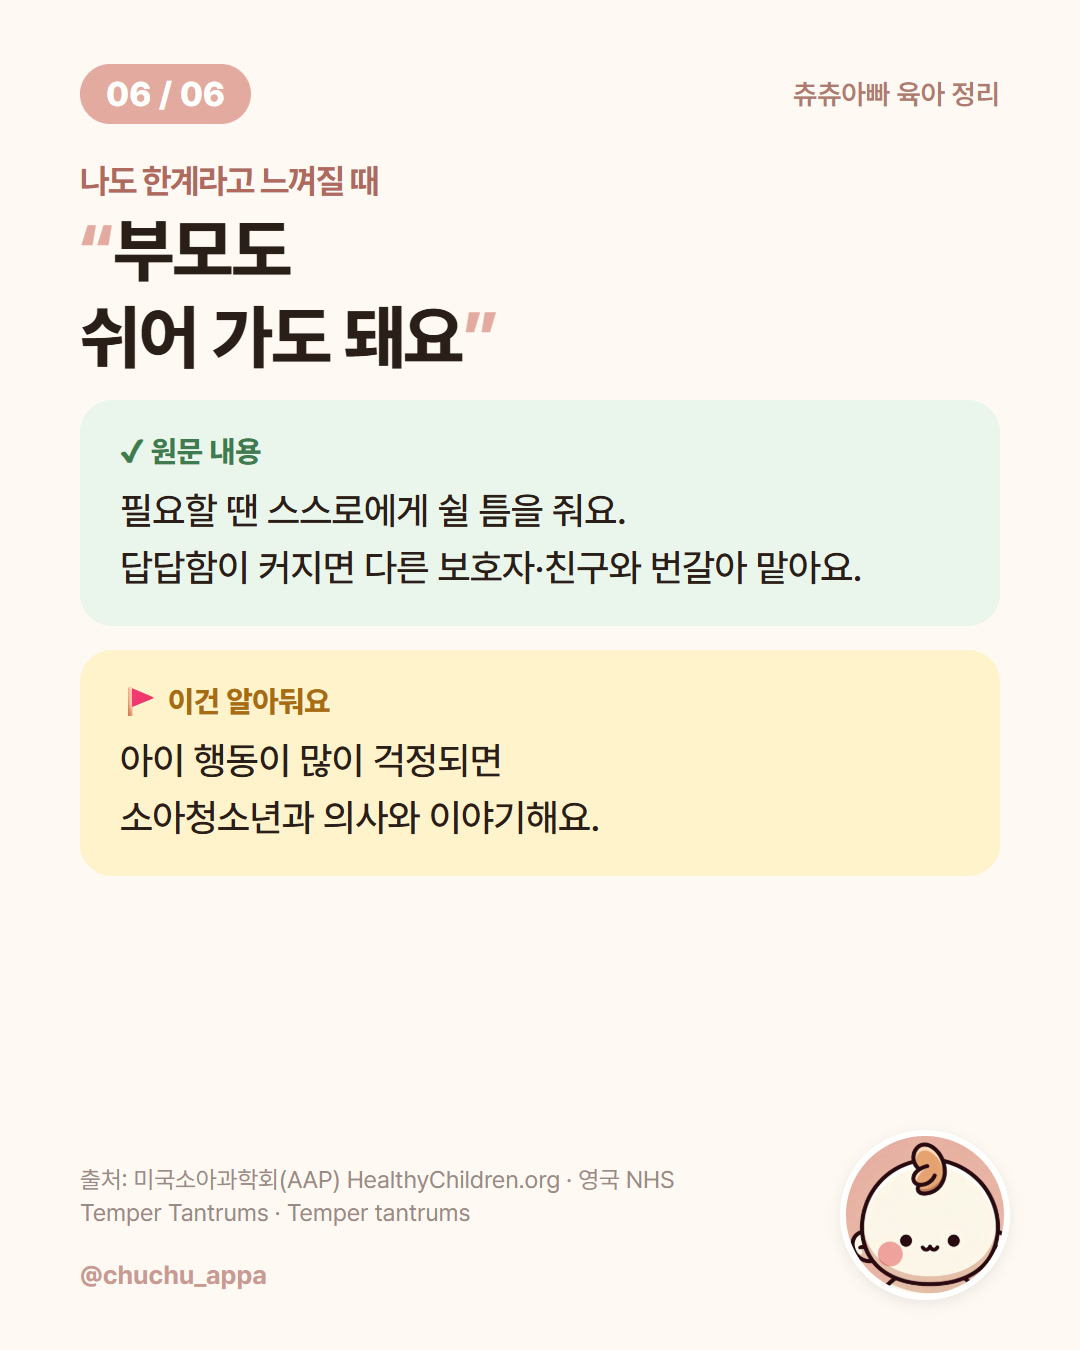 06 / 06
츄츄아빠 육아 정리
나도 한계라고 느껴질 때
“부모도
쉬어 가도 돼요”
✓ 원문 내용
필요할 땐 스스로에게 쉴 틈을 줘요.
답답함이 커지면 다른 보호자·친구와 번갈아 맡아요.
🚩 이건 알아둬요
아이 행동이 많이 걱정되면
소아청소년과 의사와 이야기해요.
출처: 미국소아과학회(AAP) HealthyChildren.org · 영국 NHS
Temper Tantrums · Temper tantrums
@chuchu_appa